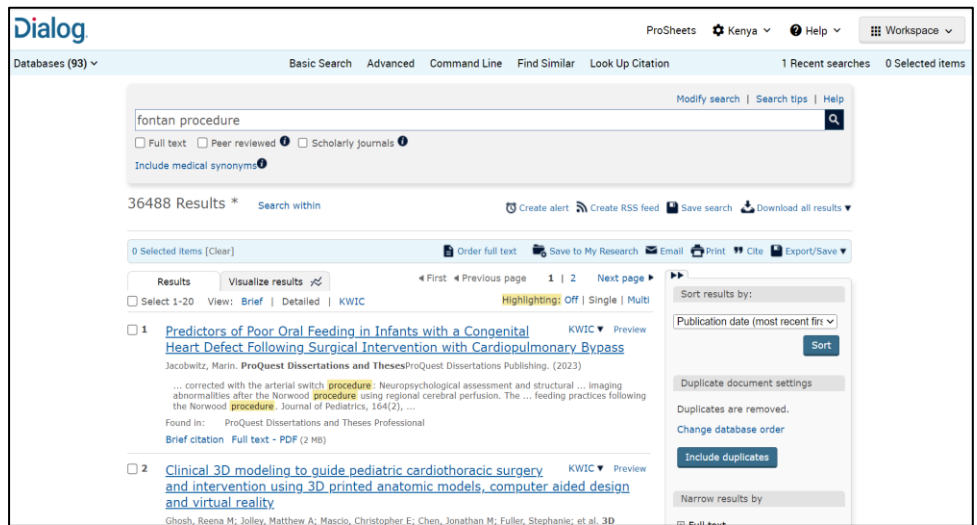 Dialog
ProSheets Kenya Help Workspace
Databases (93) Basic Search Advanced Command Line Find Similar Look Up Citation 1 Recent searches 0 Selected items
Modify search | Search tips | Help
fontan procedure
Full text Peer reviewed Scholarly journals
Include medical synonyms
36488 Results * Search within Create alert Create RSS feed Save search Download all results
0 Selected items [Clear] Order full text Save to My Research Email Print Cite Export/Save
Results Visualize results First Previous page 1 | 2 Next page
Select 1-20 View: Brief | Detailed | KWIC Highlighting: Off | Single | Multi
1 Predictors of Poor Oral Feeding in Infants with a Congenital KWIC Preview
Heart Defect Following Surgical Intervention with Cardiopulmonary Bypass
Jacobwitz, Marin. ProQuest Dissertations and ThesesProQuest Dissertations Publishing. (2023)
... corrected with the arterial switch procedure: Neuropsychological assessment and structural ... imaging
abnormalities after the Norwood procedure using regional cerebral perfusion. The ... feeding practices following
the Norwood procedure. Journal of Pediatrics, 164(2), ...
Found in: ProQuest Dissertations and Theses Professional
Brief citation Full text - PDF (2 MB)
2 Clinical 3D modeling to guide pediatric cardiothoracic surgery KWIC Preview
and intervention using 3D printed anatomic models, computer aided design
and virtual reality
Ghosh, Reena M; Jolley, Matthew A; Mascio, Christopher E; Chen, Jonathan M; Fuller, Stephanie; et al. 3D
Sort results by:
Publication date (most recent firs
Sort
Duplicate document settings
Duplicates are removed.
Change database order
Include duplicates
Narrow results by
Full text